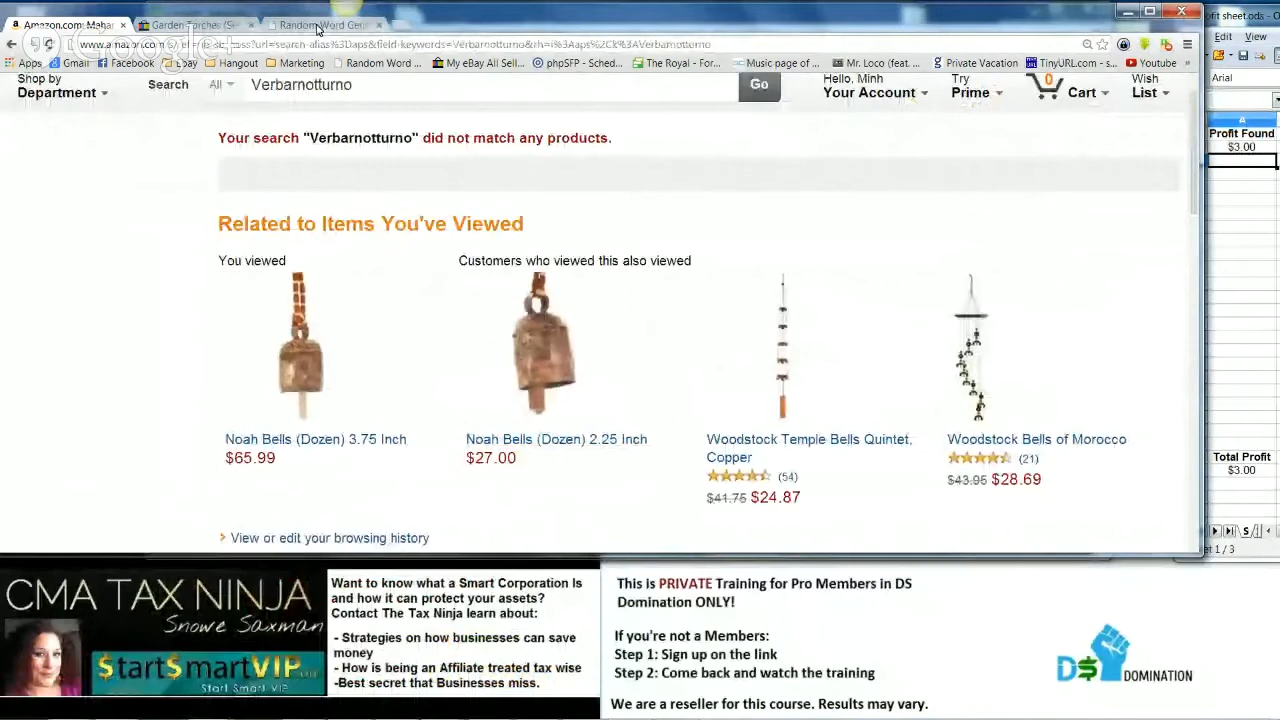 Amazon.com: Mahar
Garden Torches (S
Random Word Gen
fit sheet.ods
Edit View
Google+
www.amazon.com
ss?url=search-alias%3Daps&field-keywords=Verbarnotturno&rh=i%3Aaps%2Ck%3AVerbarnotturno
Apps Gmail Facebook Ebay Hangout Marketing Random Word ... My eBay All Sell... phpSFP - Sched... The Royal - For... Music page of ... Mr. Loco (feat. ... Private Vacation TinyURL.com - s... Youtube »
Arial
Shop by
Department
Search
All
Verbarnotturno
Go
Hello, Minh
Your Account
Try
Prime
0
Cart
Wish
List
A
Profit Found
$3.00
Your search "Verbarnotturno" did not match any products.
Related to Items You've Viewed
You viewed
Customers who viewed this also viewed
Noah Bells (Dozen) 3.75 Inch
$65.99
Noah Bells (Dozen) 2.25 Inch
$27.00
Woodstock Temple Bells Quintet,
Copper
(54)
$41.75 $24.87
Woodstock Bells of Morocco
(21)
$43.95 $28.69
Total Profit
$3.00
View or edit your browsing history
et 1 / 3
CMA TAX NINJA
Snowe Saxman
$tart$martVIP
Start Smart VIP
Want to know what a Smart Corporation Is
and how it can protect your assets?
Contact The Tax Ninja learn about:
- Strategies on how businesses can save
money
- How is being an Affiliate treated tax wise
-Best secret that Businesses miss.
This is PRIVATE Training for Pro Members in DS
Domination ONLY!
If you're not a Members:
Step 1: Sign up on the link
Step 2: Come back and watch the training
We are a reseller for this course. Results may vary.
D$ DOMINATION